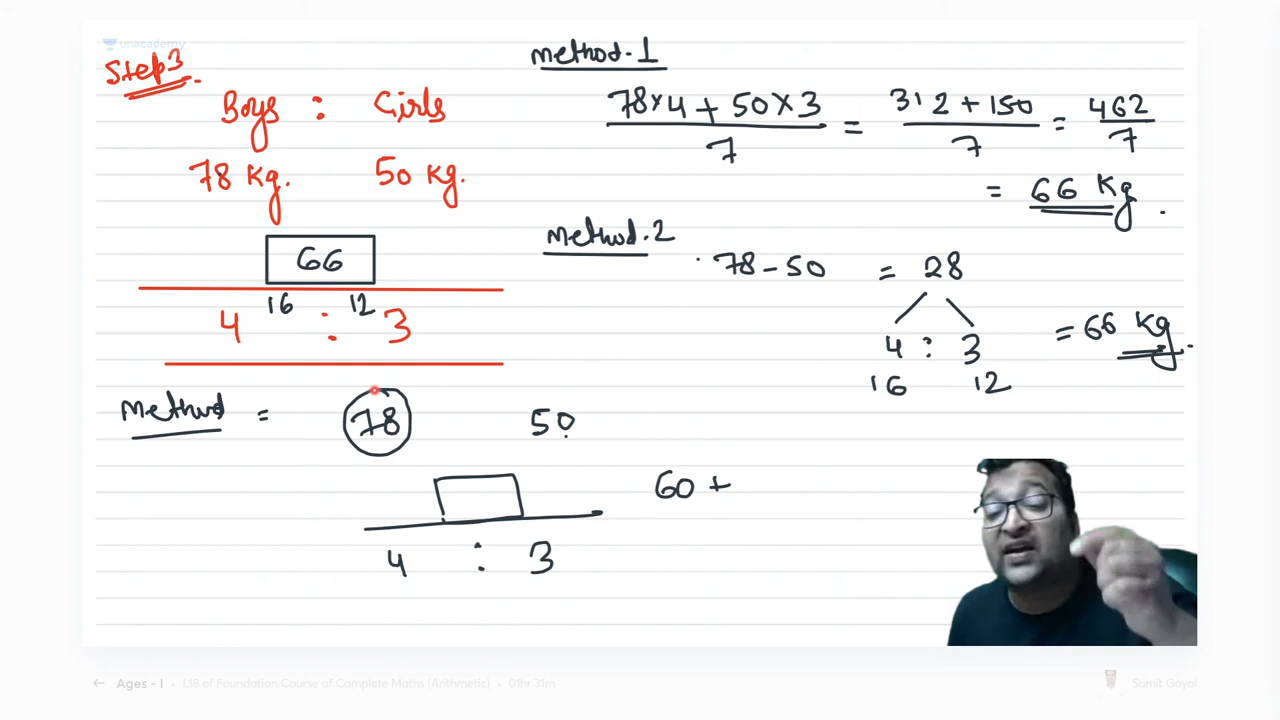 unacademy
Step3
Boys : Girls
78 Kg. 50 Kg.
66
16 12
4 : 3
method-1
78×4 + 50×3 / 7 = 312 + 150 / 7 = 462 / 7
= 66 Kg.
method-2
78-50 = 28
4 : 3 = 66 Kg.
16 12
method = 78 50
60 +
4 : 3
← Ages - I • L18 of Foundation Course of Complete Maths (Arithmetic) • 01hr 31m
Sumit Goyal